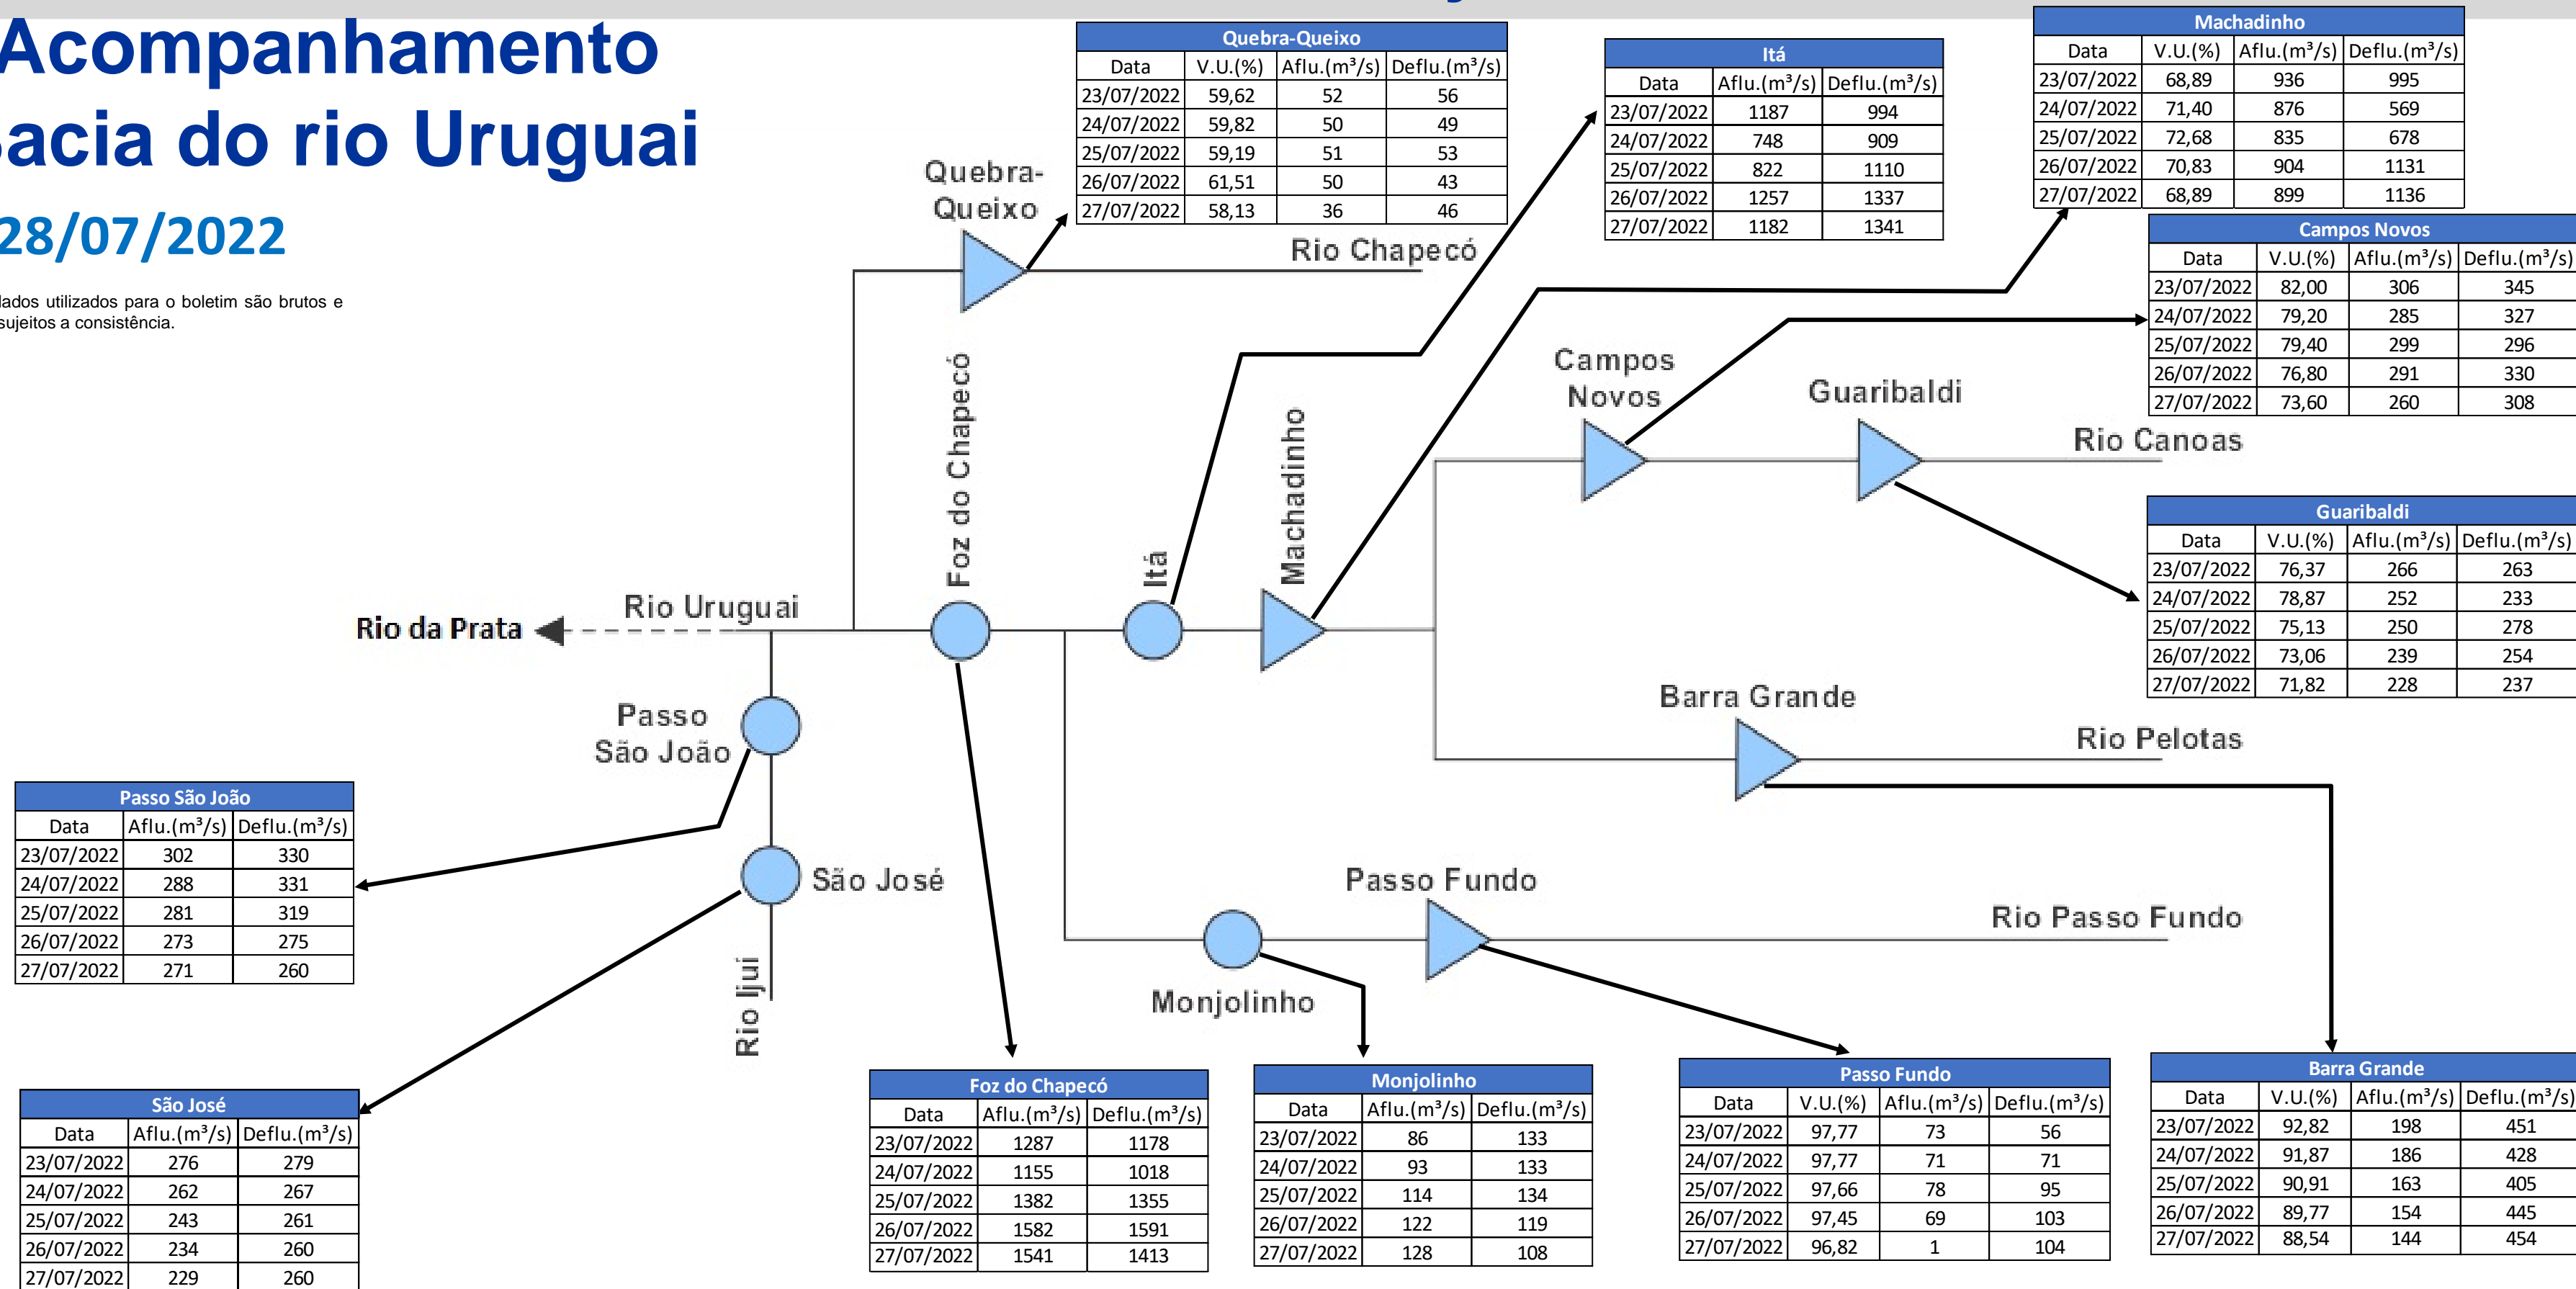 Acompanhamento
acia do rio Uruguai
28/07/2022
dados utilizados para o boletim são brutos e
sujeitos a consistência.
Quebra-Queixo
Data V.U.(%) Aflu.(m³/s) Deflu.(m³/s)
23/07/2022 59,62 52 56
24/07/2022 59,82 50 49
25/07/2022 59,19 51 53
26/07/2022 61,51 50 43
27/07/2022 58,13 36 46
Itá
Data Aflu.(m³/s) Deflu.(m³/s)
23/07/2022 1187 994
24/07/2022 748 909
25/07/2022 822 1110
26/07/2022 1257 1337
27/07/2022 1182 1341
Machadinho
Data V.U.(%) Aflu.(m³/s) Deflu.(m³/s)
23/07/2022 68,89 936 995
24/07/2022 71,40 876 569
25/07/2022 72,68 835 678
26/07/2022 70,83 904 1131
27/07/2022 68,89 899 1136
Campos Novos
Data V.U.(%) Aflu.(m³/s) Deflu.(m³/s)
23/07/2022 82,00 306 345
24/07/2022 79,20 285 327
25/07/2022 79,40 299 296
26/07/2022 76,80 291 330
27/07/2022 73,60 260 308
Quebra-
Queixo
Rio Chapecó
Foz do Chapecó
Itá
Machadinho
Campos
Novos
Guaribaldi
Rio Canoas
Guaribaldi
Data V.U.(%) Aflu.(m³/s) Deflu.(m³/s)
23/07/2022 76,37 266 263
24/07/2022 78,87 252 233
25/07/2022 75,13 250 278
26/07/2022 73,06 239 254
27/07/2022 71,82 228 237
Rio da Prata
Rio Uruguai
Passo
São João
Barra Grande
Rio Pelotas
São José
Passo Fundo
Rio Passo Fundo
Monjolinho
Rio Ijui
Passo São João
Data Aflu.(m³/s) Deflu.(m³/s)
23/07/2022 302 330
24/07/2022 288 331
25/07/2022 281 319
26/07/2022 273 275
27/07/2022 271 260
São José
Data Aflu.(m³/s) Deflu.(m³/s)
23/07/2022 276 279
24/07/2022 262 267
25/07/2022 243 261
26/07/2022 234 260
27/07/2022 229 260
Foz do Chapecó
Data Aflu.(m³/s) Deflu.(m³/s)
23/07/2022 1287 1178
24/07/2022 1155 1018
25/07/2022 1382 1355
26/07/2022 1582 1591
27/07/2022 1541 1413
Monjolinho
Data Aflu.(m³/s) Deflu.(m³/s)
23/07/2022 86 133
24/07/2022 93 133
25/07/2022 114 134
26/07/2022 122 119
27/07/2022 128 108
Passo Fundo
Data V.U.(%) Aflu.(m³/s) Deflu.(m³/s)
23/07/2022 97,77 73 56
24/07/2022 97,77 71 71
25/07/2022 97,66 78 95
26/07/2022 97,45 69 103
27/07/2022 96,82 1 104
Barra Grande
Data V.U.(%) Aflu.(m³/s) Deflu.(m³/s)
23/07/2022 92,82 198 451
24/07/2022 91,87 186 428
25/07/2022 90,91 163 405
26/07/2022 89,77 154 445
27/07/2022 88,54 144 454